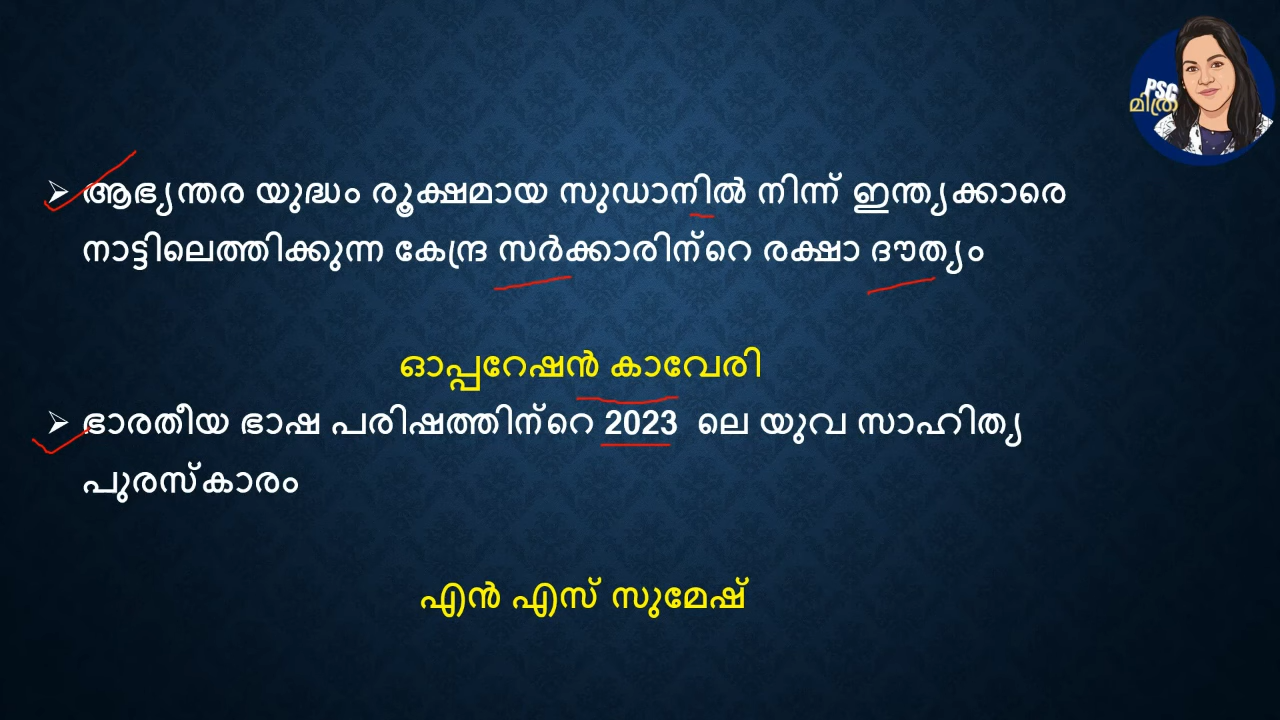 PSC
മിത്ര
ആഭ്യന്തര യുദ്ധം രൂക്ഷമായ സുഡാനിൽ നിന്ന് ഇന്ത്യക്കാരെ
നാട്ടിലെത്തിക്കുന്ന കേന്ദ്ര സർക്കാരിന്റെ രക്ഷാ ദൗത്യം
ഓപ്പറേഷൻ കാവേരി
ഭാരതീയ ഭാഷ പരിഷത്തിന്റെ 2023 ലെ യുവ സാഹിത്യ
പുരസ്കാരം
എൻ എസ് സുമേഷ്